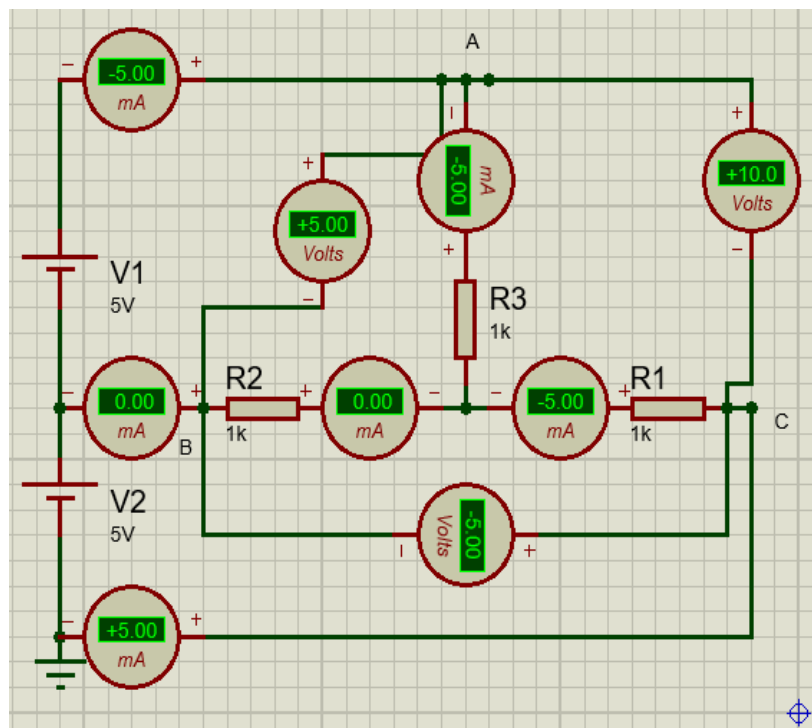 A
-
-5.00
+
mA
-
-5.00
mA
+
+
+10.0
Volts
-
+
+5.00
Volts
-
V1
5V
R3
1k
-
0.00
+
mA
B
R2
1k
+
0.00
-
mA
-
-5.00
+
mA
R1
1k
C
V2
5V
-
Volts
-5.00
+
-
+5.00
+
mA